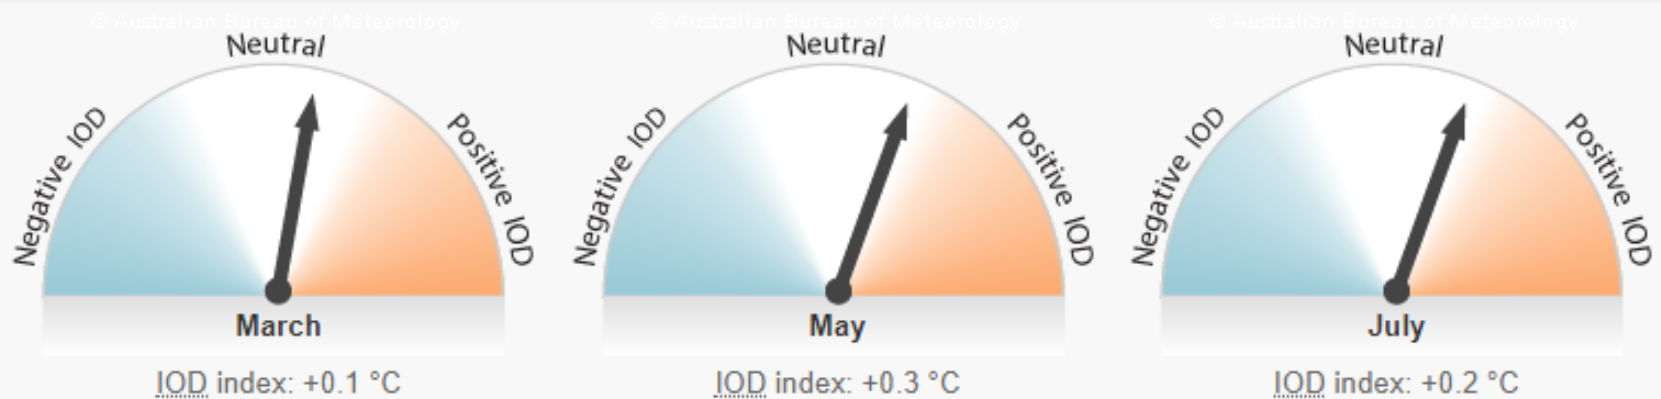 © Australian Bureau of Meteorology
Neutral
Negative IOD
Positive IOD
March
IOD index: +0.1 °C
© Australian Bureau of Meteorology
Neutral
Negative IOD
Positive IOD
May
IOD index: +0.3 °C
© Australian Bureau of Meteorology
Neutral
Negative IOD
Positive IOD
July
IOD index: +0.2 °C